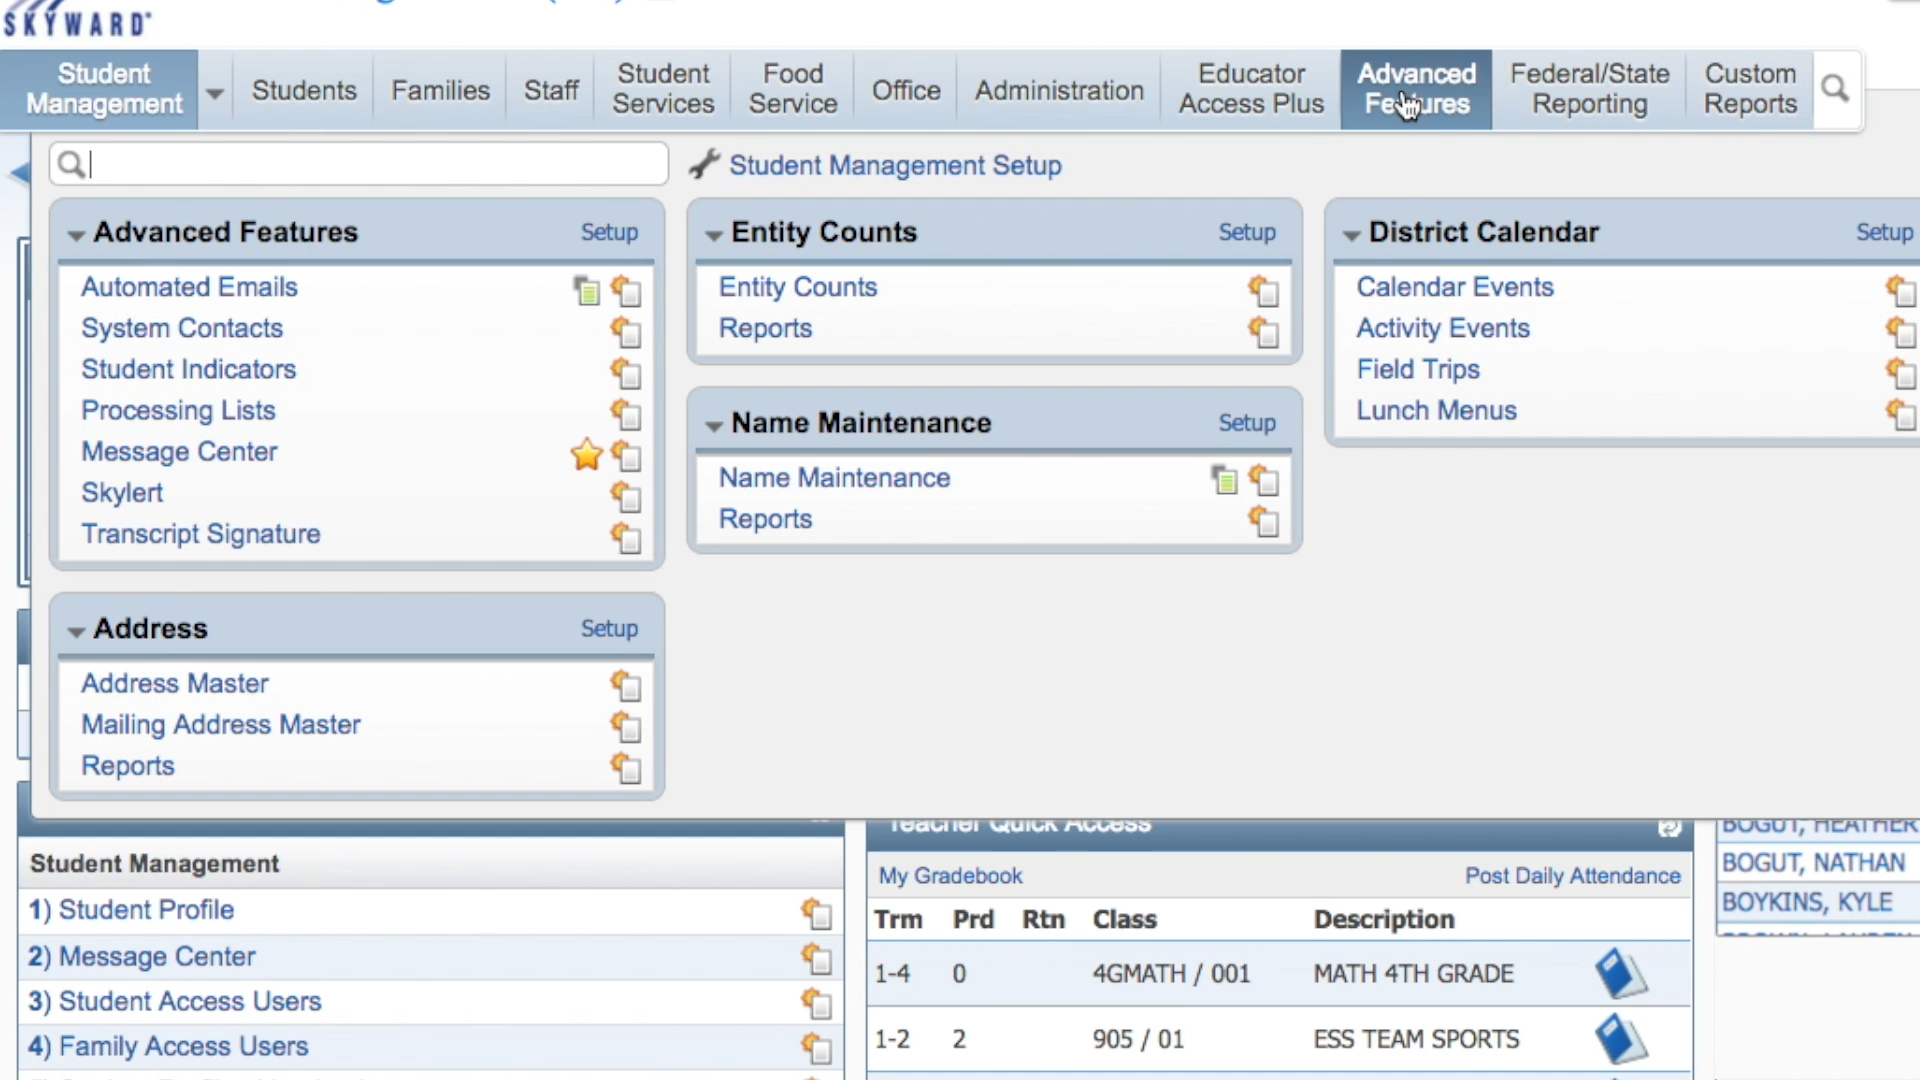 SKYWARD
Student Management
Students
Families
Staff
Student Services
Food Service
Office
Administration
Educator Access Plus
Advanced Features
Federal/State Reporting
Custom Reports
Student Management Setup
Advanced Features Setup
Automated Emails
System Contacts
Student Indicators
Processing Lists
Message Center
Skylert
Transcript Signature
Address Setup
Address Master
Mailing Address Master
Reports
Entity Counts Setup
Entity Counts
Reports
Name Maintenance Setup
Name Maintenance
Reports
District Calendar Setup
Calendar Events
Activity Events
Field Trips
Lunch Menus
Student Management
1) Student Profile
2) Message Center
3) Student Access Users
4) Family Access Users
Teacher Quick Access
My Gradebook Post Daily Attendance
Trm Prd Rtn Class Description
1-4 0 4GMATH / 001 MATH 4TH GRADE
1-2 2 905 / 01 ESS TEAM SPORTS
BOGUT, HEATHER
BOGUT, NATHAN
BOYKINS, KYLE